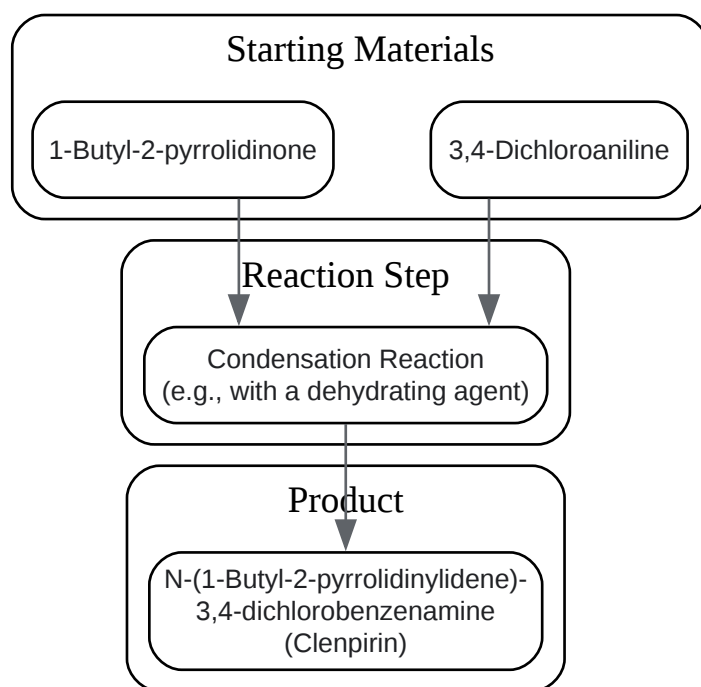 Starting Materials
1-Butyl-2-pyrrolidinone
3,4-Dichloroaniline
Reaction Step
Condensation Reaction
(e.g., with a dehydrating agent)
Product
N-(1-Butyl-2-pyrrolidinylidene)-
3,4-dichlorobenzenamine
(Clenpirin)